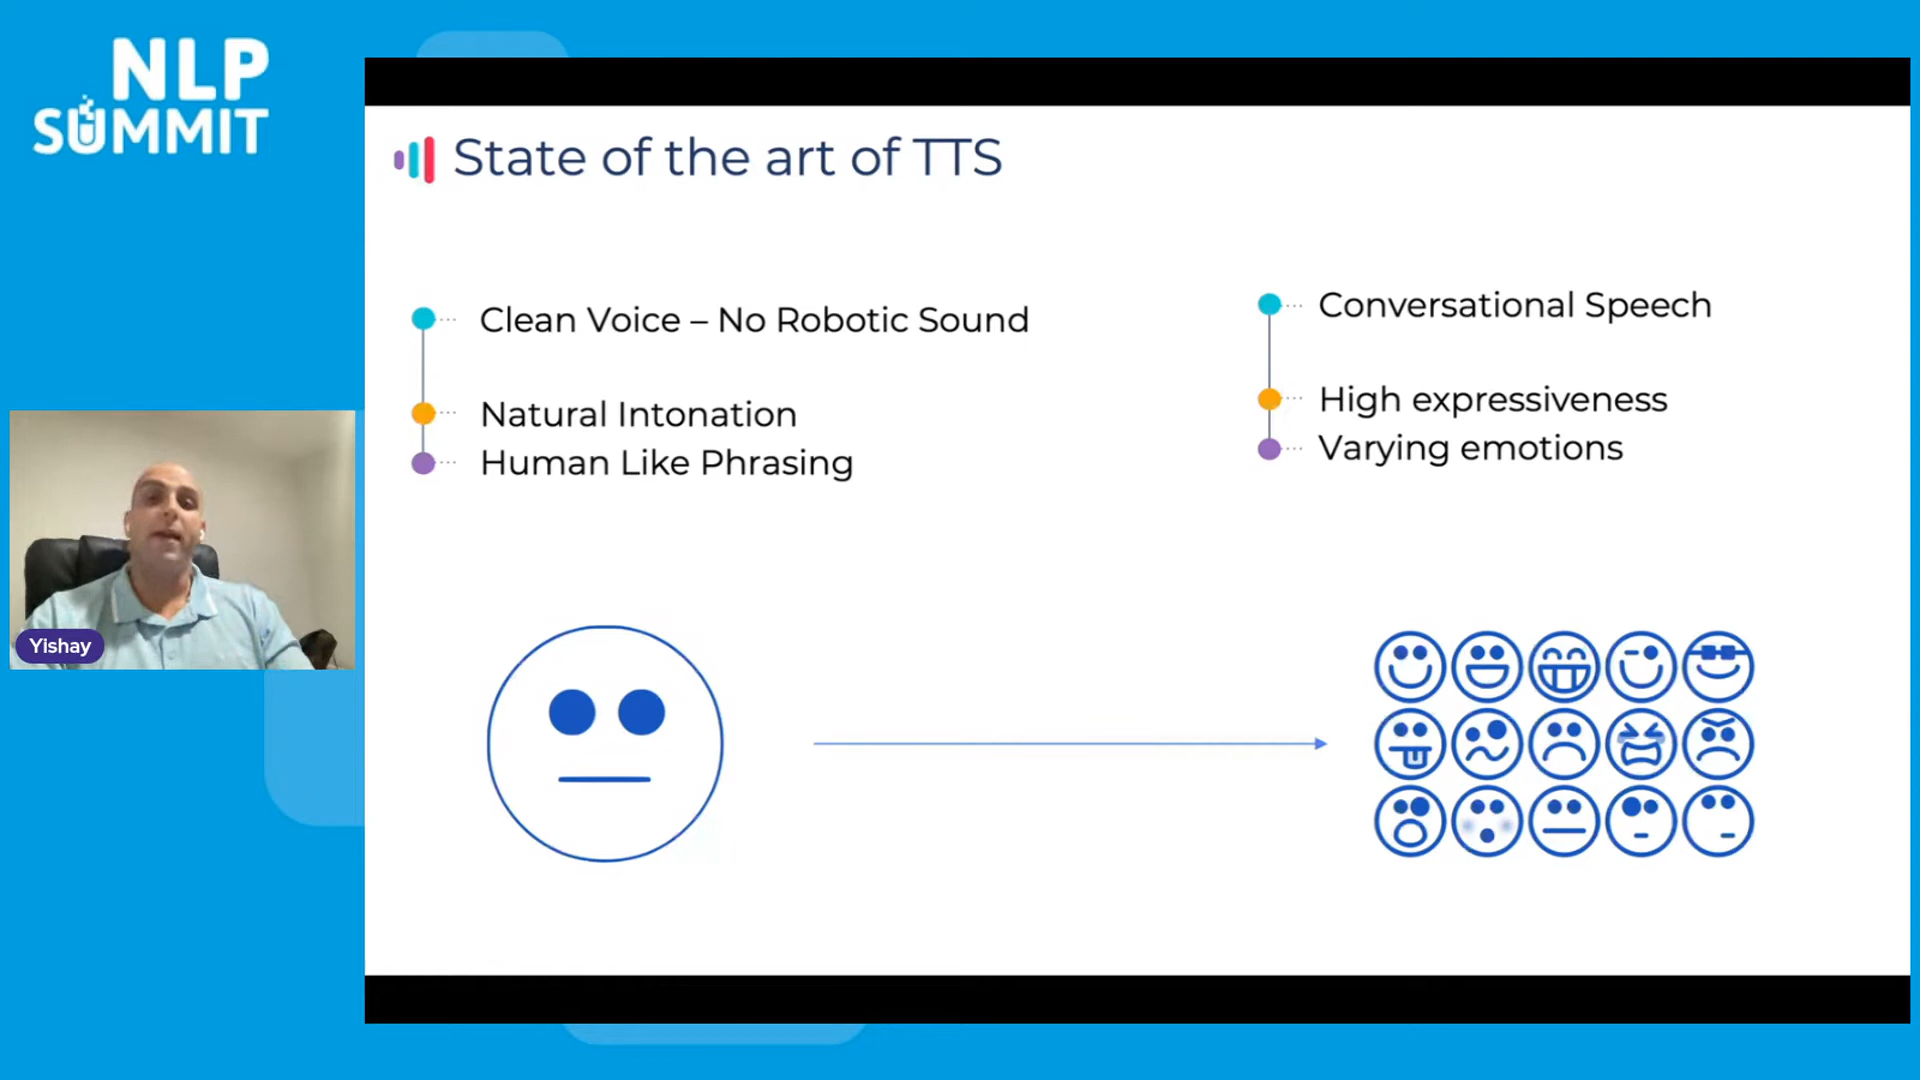 NLP
SUMMIT
State of the art of TTS
Clean Voice – No Robotic Sound
Natural Intonation
Human Like Phrasing
Conversational Speech
High expressiveness
Varying emotions
Yishay